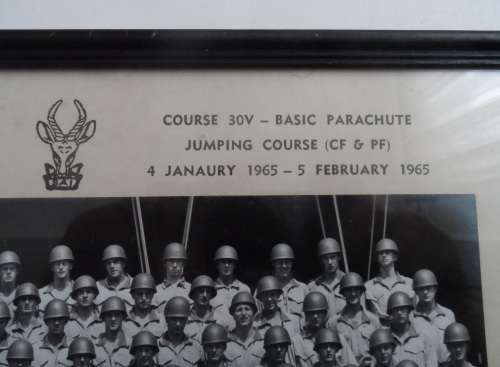 COURSE 30V – BASIC PARACHUTE
JUMPING COURSE (CF & PF)
4 JANAURY 1965 – 5 FEBRUARY 1965